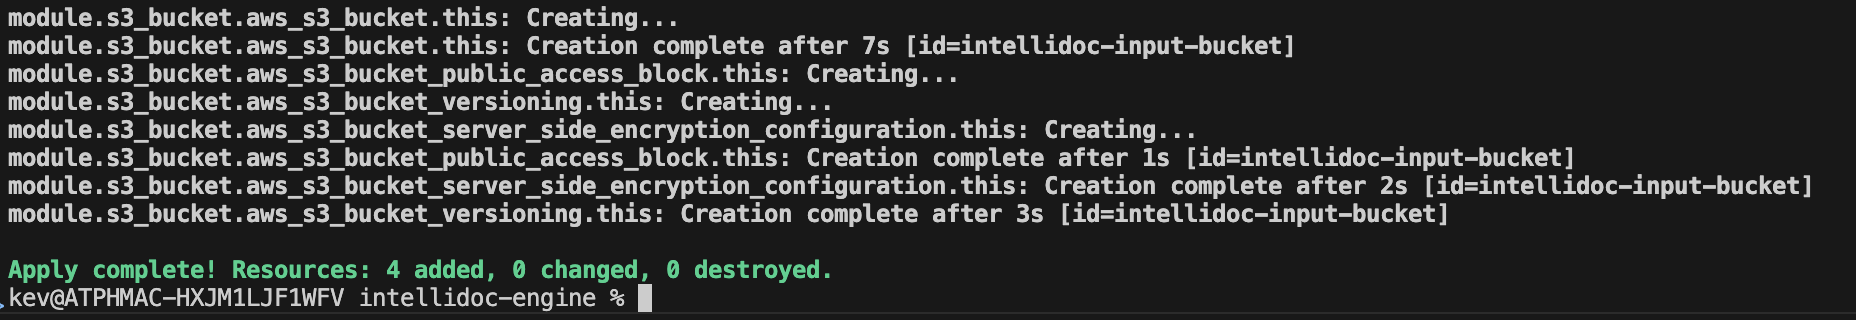 module.s3_bucket.aws_s3_bucket.this: Creating...
module.s3_bucket.aws_s3_bucket.this: Creation complete after 7s [id=intellidoc-input-bucket]
module.s3_bucket.aws_s3_bucket_public_access_block.this: Creating...
module.s3_bucket.aws_s3_bucket_versioning.this: Creating...
module.s3_bucket.aws_s3_bucket_server_side_encryption_configuration.this: Creating...
module.s3_bucket.aws_s3_bucket_public_access_block.this: Creation complete after 1s [id=intellidoc-input-bucket]
module.s3_bucket.aws_s3_bucket_server_side_encryption_configuration.this: Creation complete after 2s [id=intellidoc-input-bucket]
module.s3_bucket.aws_s3_bucket_versioning.this: Creation complete after 3s [id=intellidoc-input-bucket]
Apply complete! Resources: 4 added, 0 changed, 0 destroyed.
kev@ATPHMAC-HXJM1LJF1WFV intellidoc-engine %